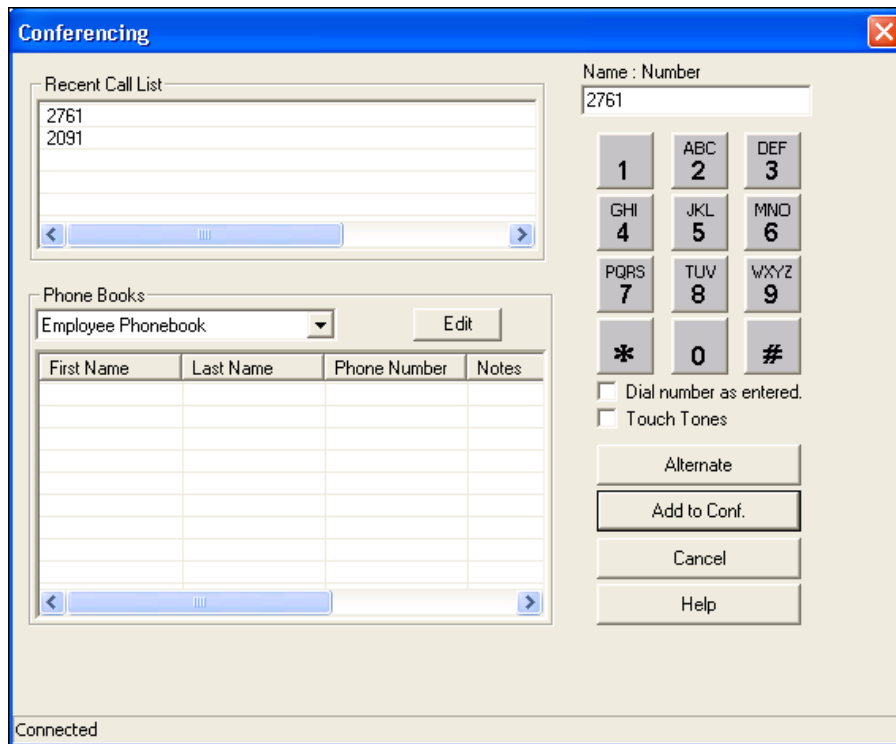 Conferencing
Recent Call List
2761
2091
Phone Books
Employee Phonebook
Edit
First Name Last Name Phone Number Notes
Name : Number
2761
1 ABC 2 DEF 3
GHI 4 JKL 5 MNO 6
PQRS 7 TUV 8 WXYZ 9
* 0 #
Dial number as entered.
Touch Tones
Alternate
Add to Conf.
Cancel
Help
Connected